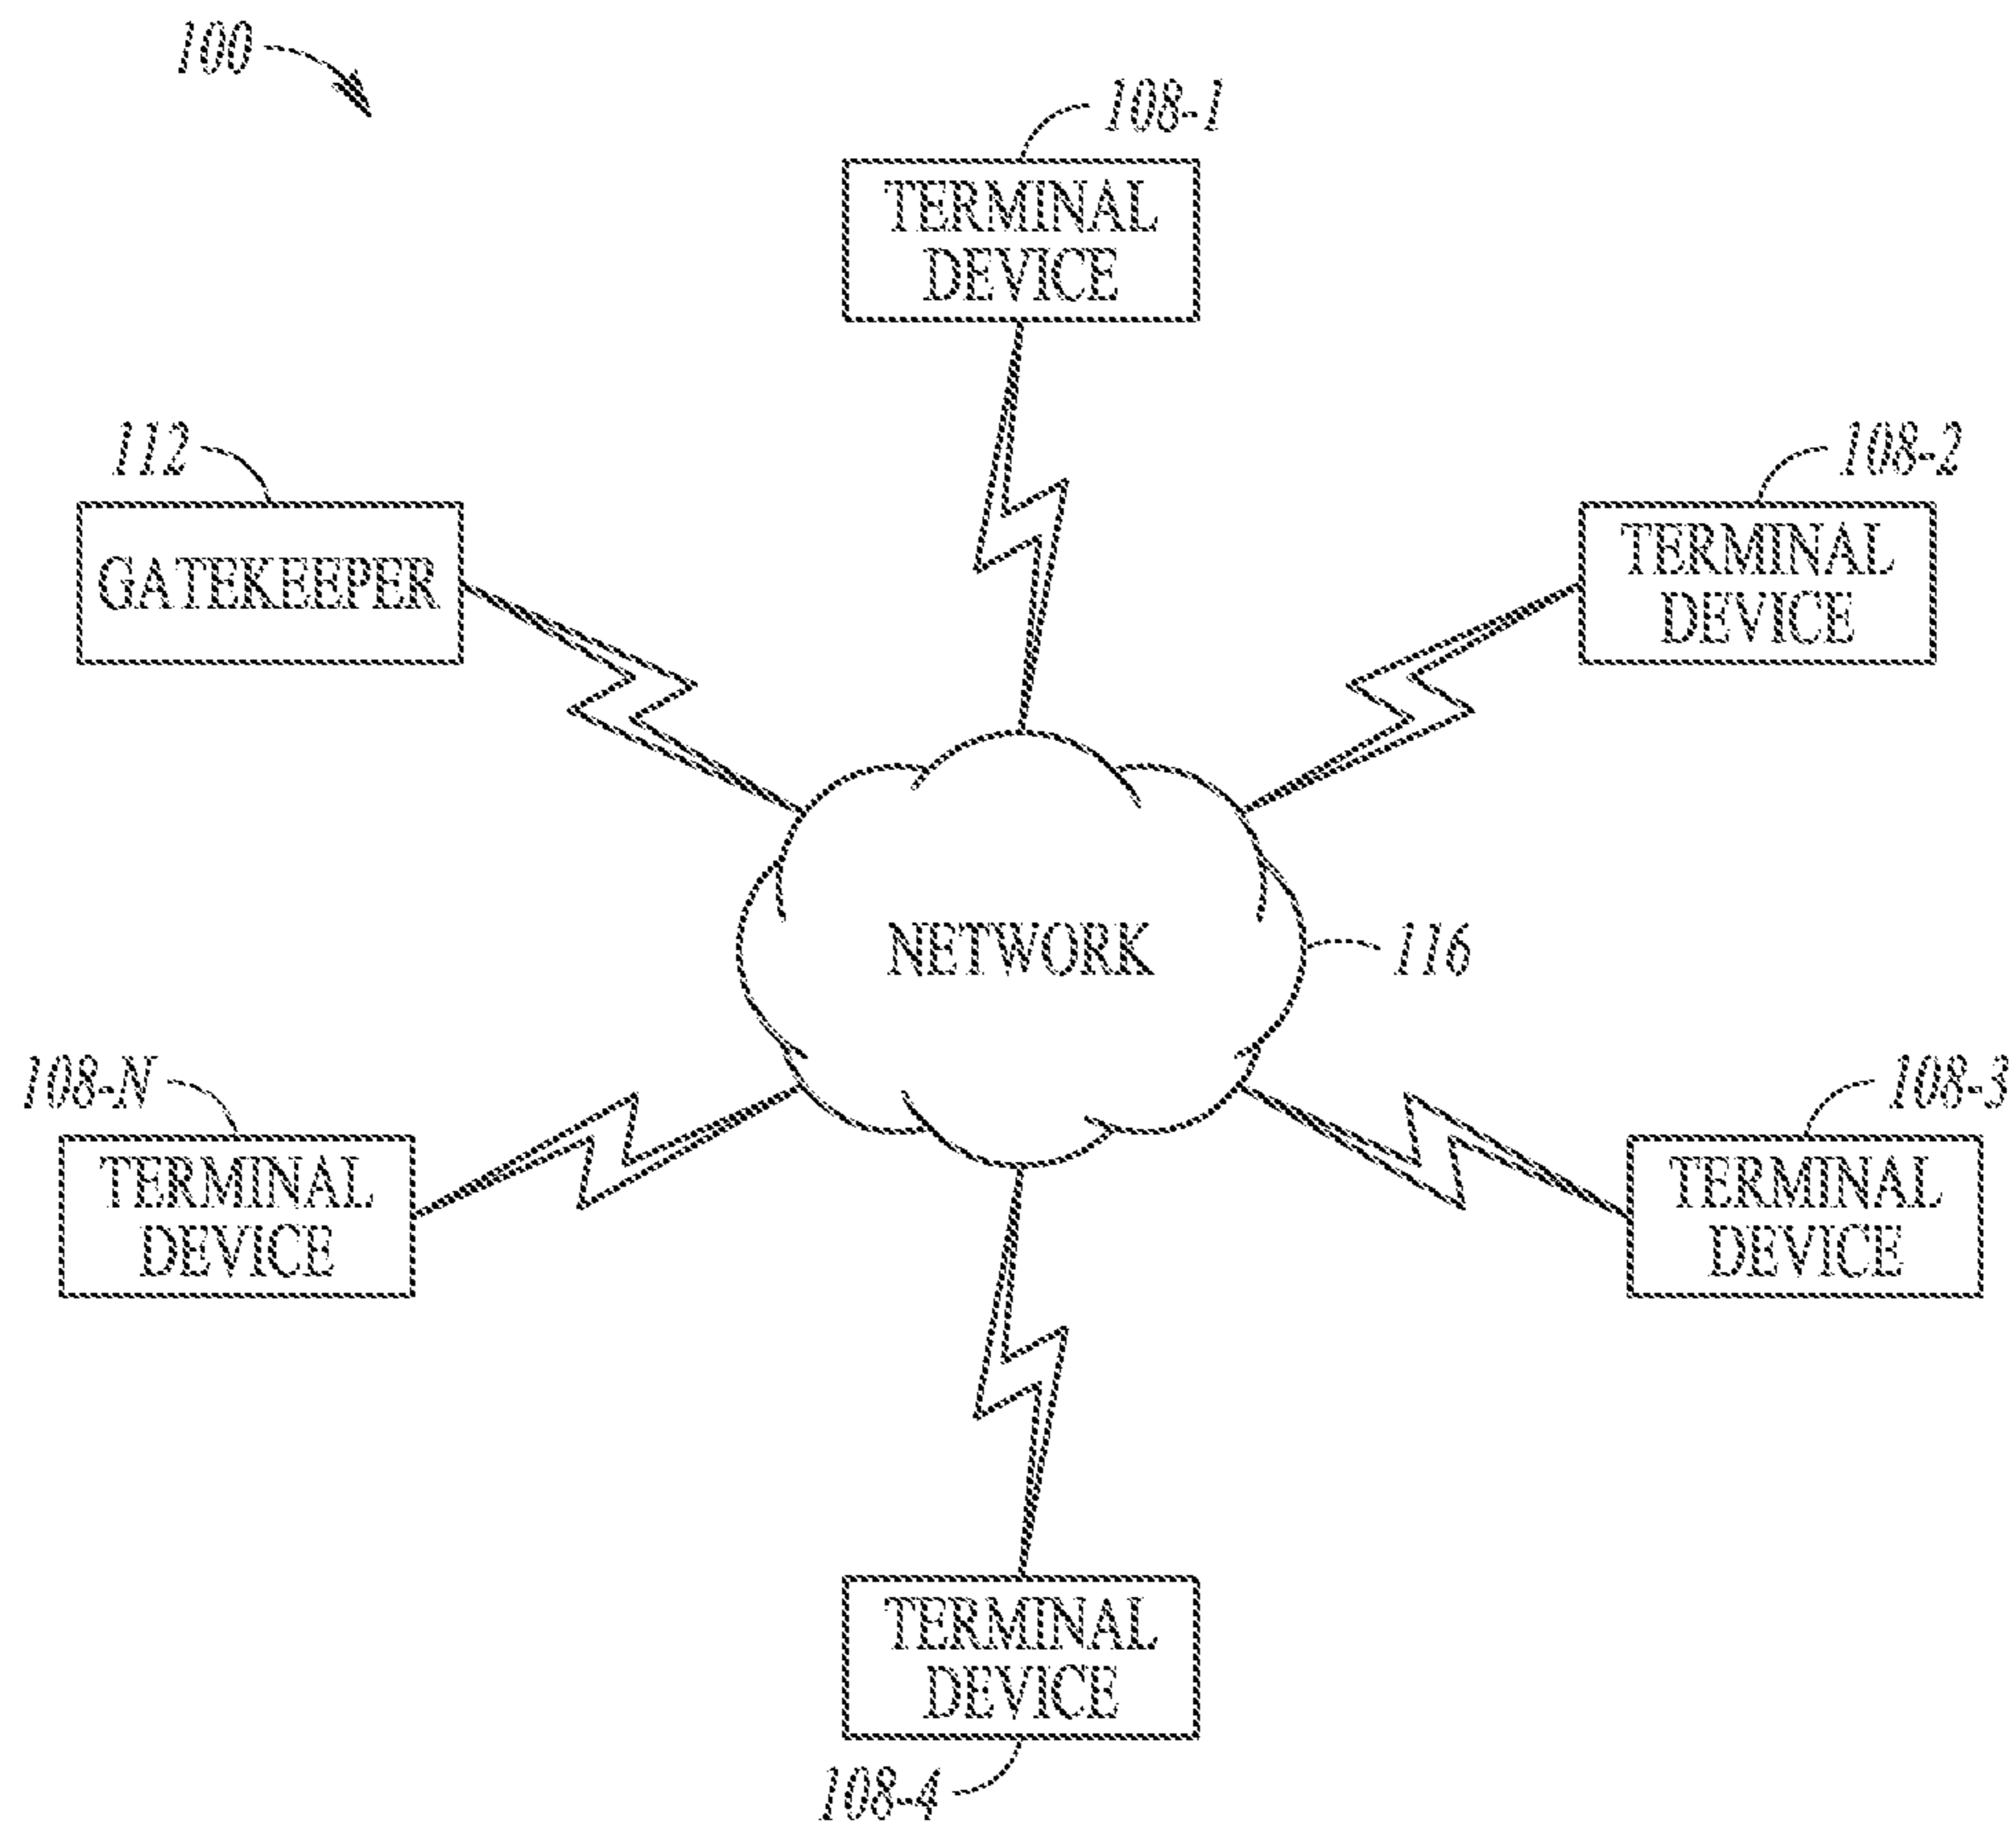 100
108-1
TERMINAL
DEVICE
112
GATEKEEPER
108-2
TERMINAL
DEVICE
NETWORK
116
108-N
TERMINAL
DEVICE
108-3
TERMINAL
DEVICE
TERMINAL
DEVICE
108-4